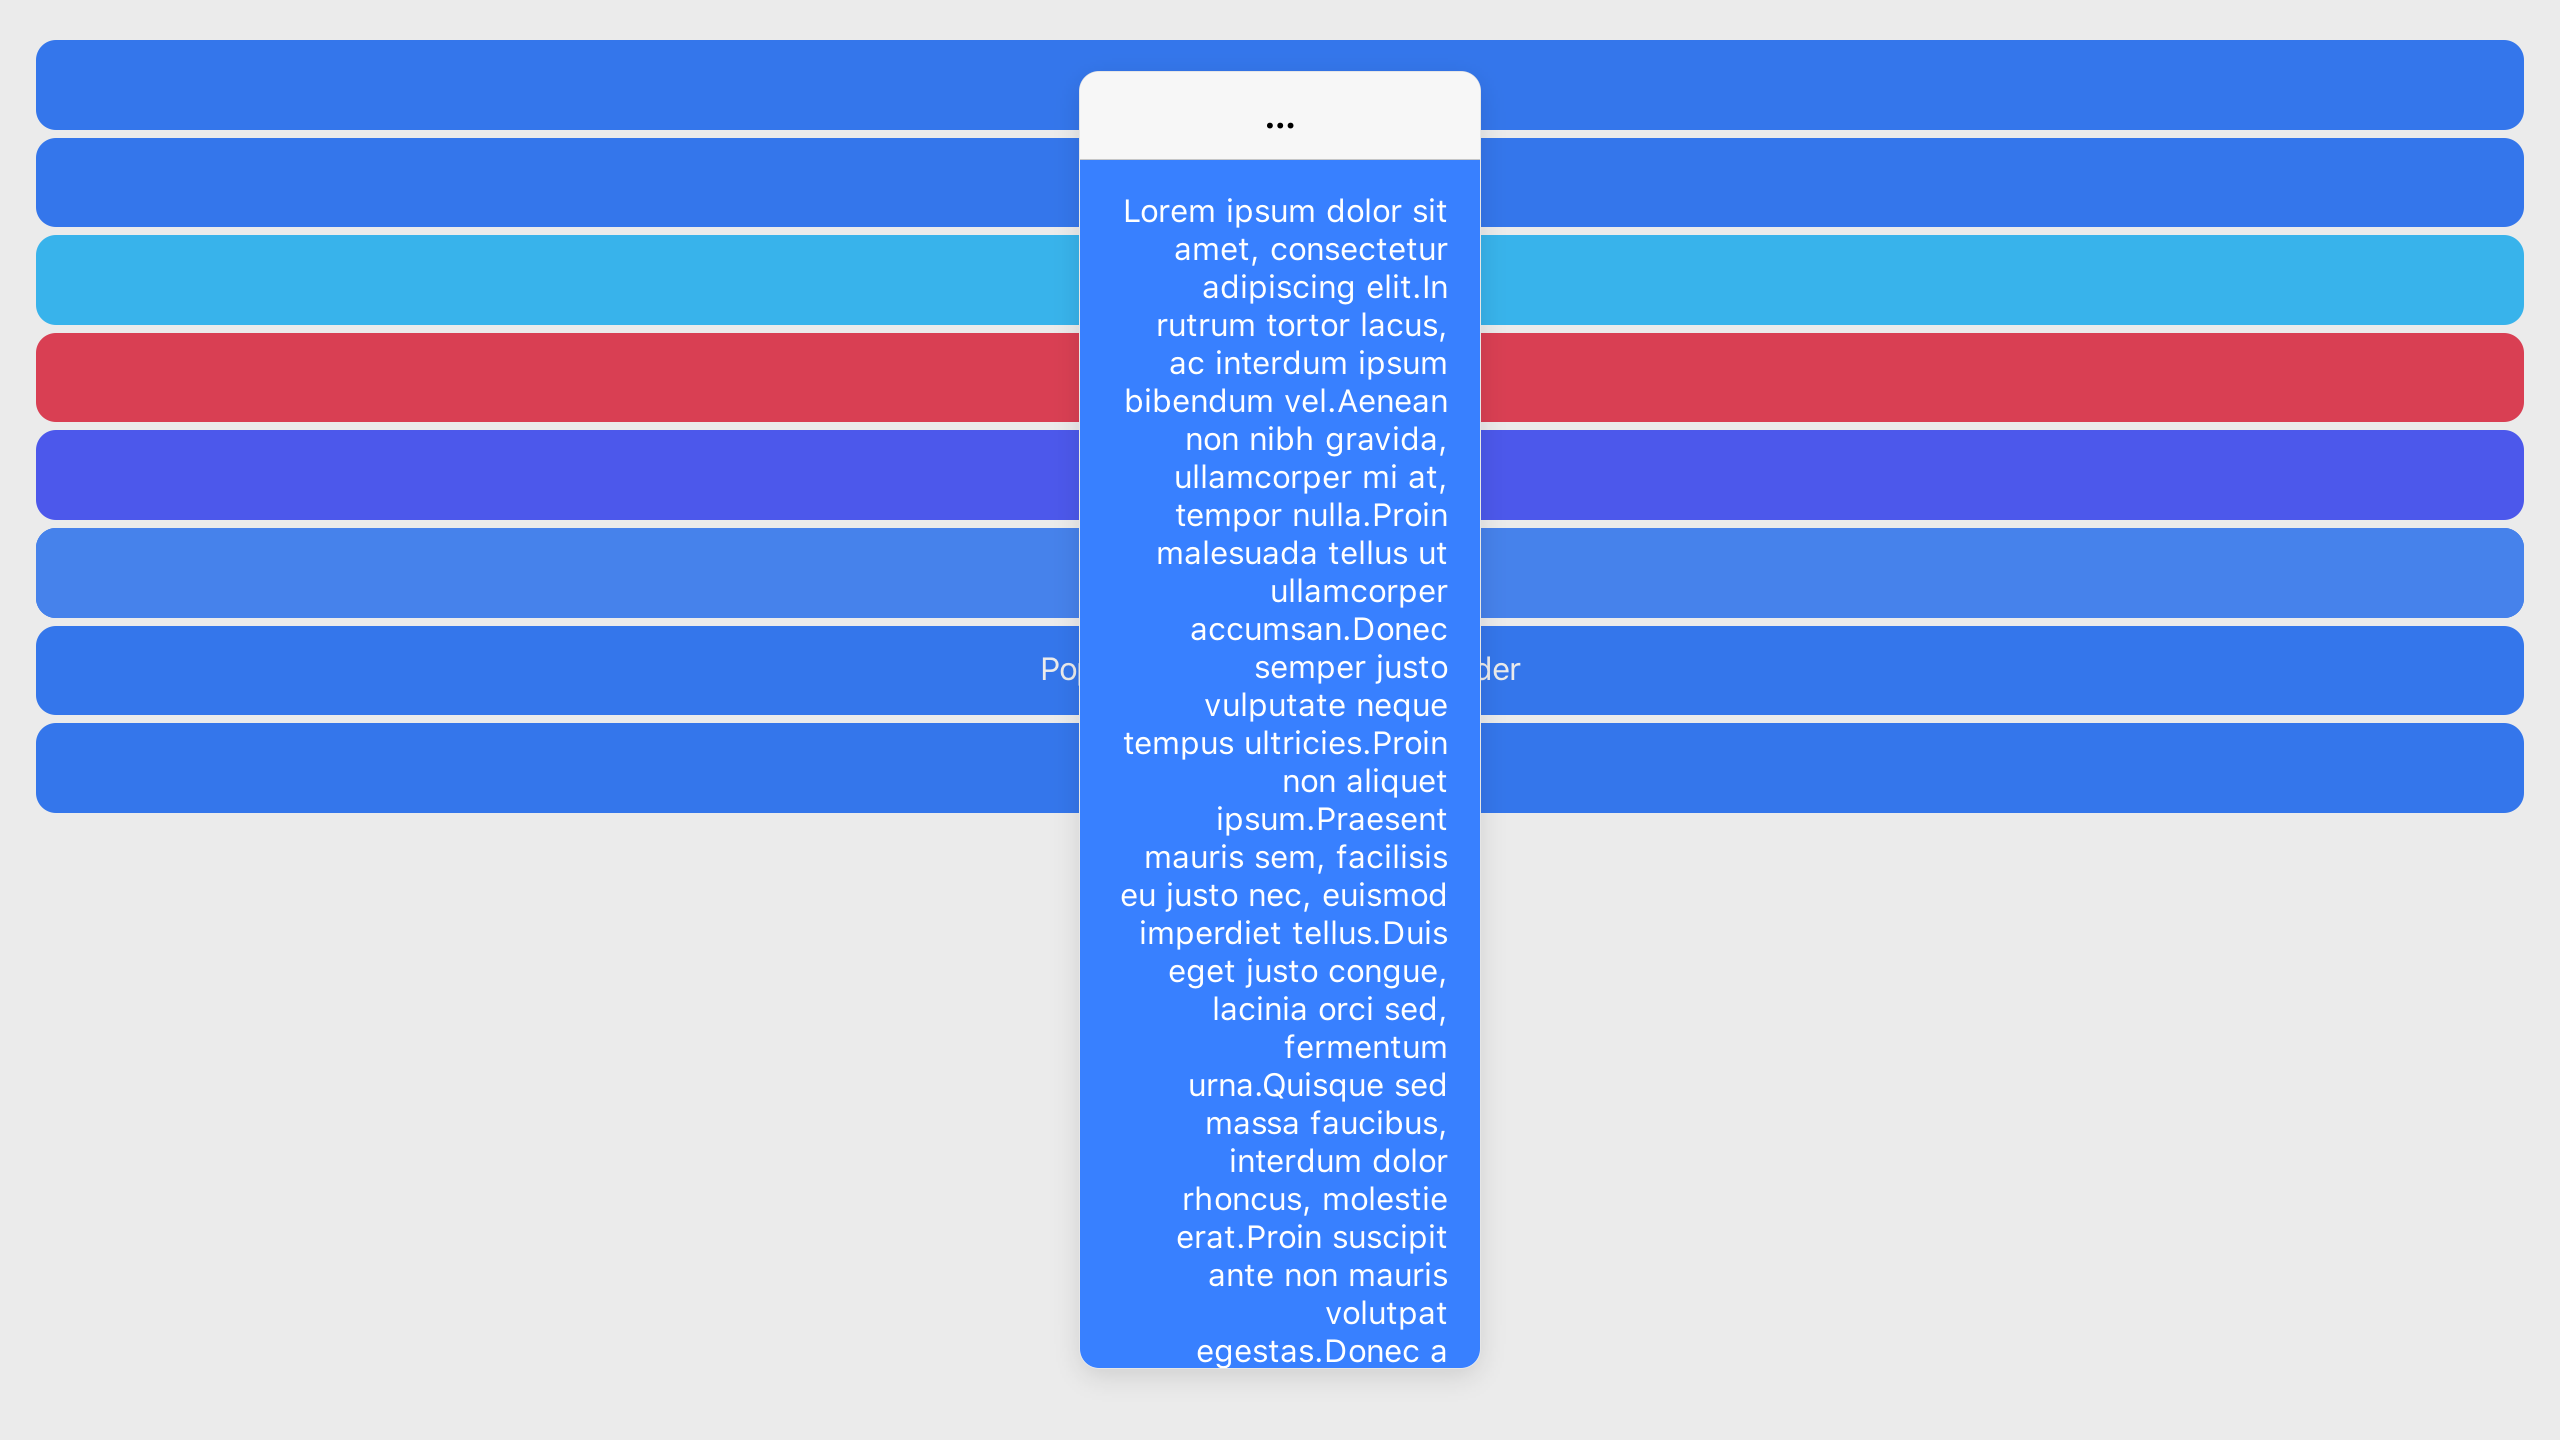 ...
Lorem ipsum dolor sit
amet, consectetur
adipiscing elit.In
rutrum tortor lacus,
ac interdum ipsum
bibendum vel.Aenean
non nibh gravida,
ullamcorper mi at,
tempor nulla.Proin
malesuada tellus ut
ullamcorper
accumsan.Donec
semper justo
vulputate neque
tempus ultricies.Proin
non aliquet
ipsum.Praesent
mauris sem, facilisis
eu justo nec, euismod
imperdiet tellus.Duis
eget justo congue,
lacinia orci sed,
fermentum
urna.Quisque sed
massa faucibus,
interdum dolor
rhoncus, molestie
erat.Proin suscipit
ante non mauris
volutpat
egestas.Donec a